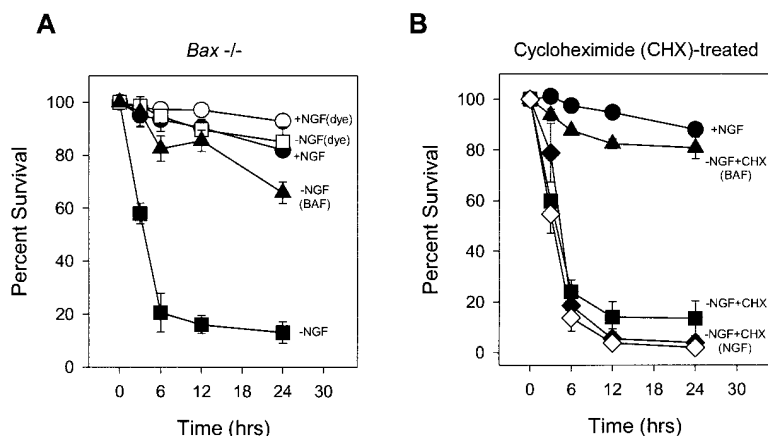 A
Bax -/-
Percent Survival
100
80
60
40
20
0
+NGF(dye)
-NGF(dye)
+NGF
-NGF
(BAF)
-NGF
0
6
12
18
24
30
Time (hrs)
B
Cycloheximide (CHX)-treated
Percent Survival
100
80
60
40
20
0
+NGF
-NGF+CHX
(BAF)
-NGF+CHX
-NGF+CHX
(NGF)
0
6
12
18
24
30
Time (hrs)